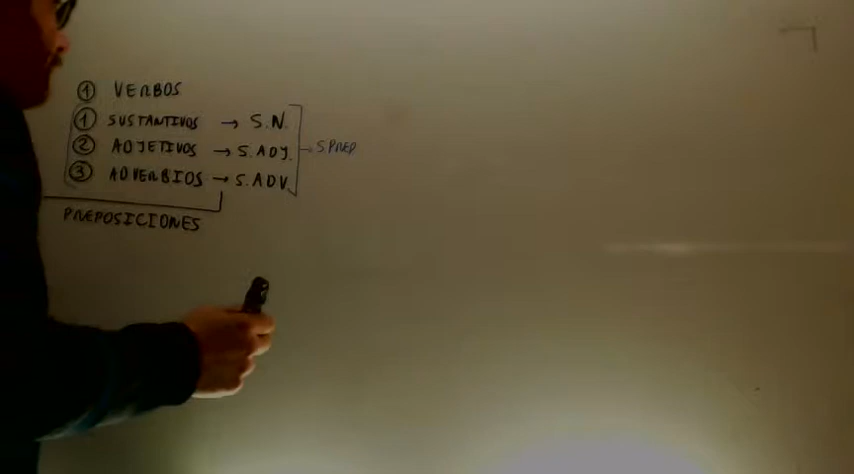 ① VERBOS
① SUSTANTIVOS → S.N.
② ADJETIVOS → S.ADJ. → S.PREP
③ ADVERBIOS → S.ADV.
PREPOSICIONES